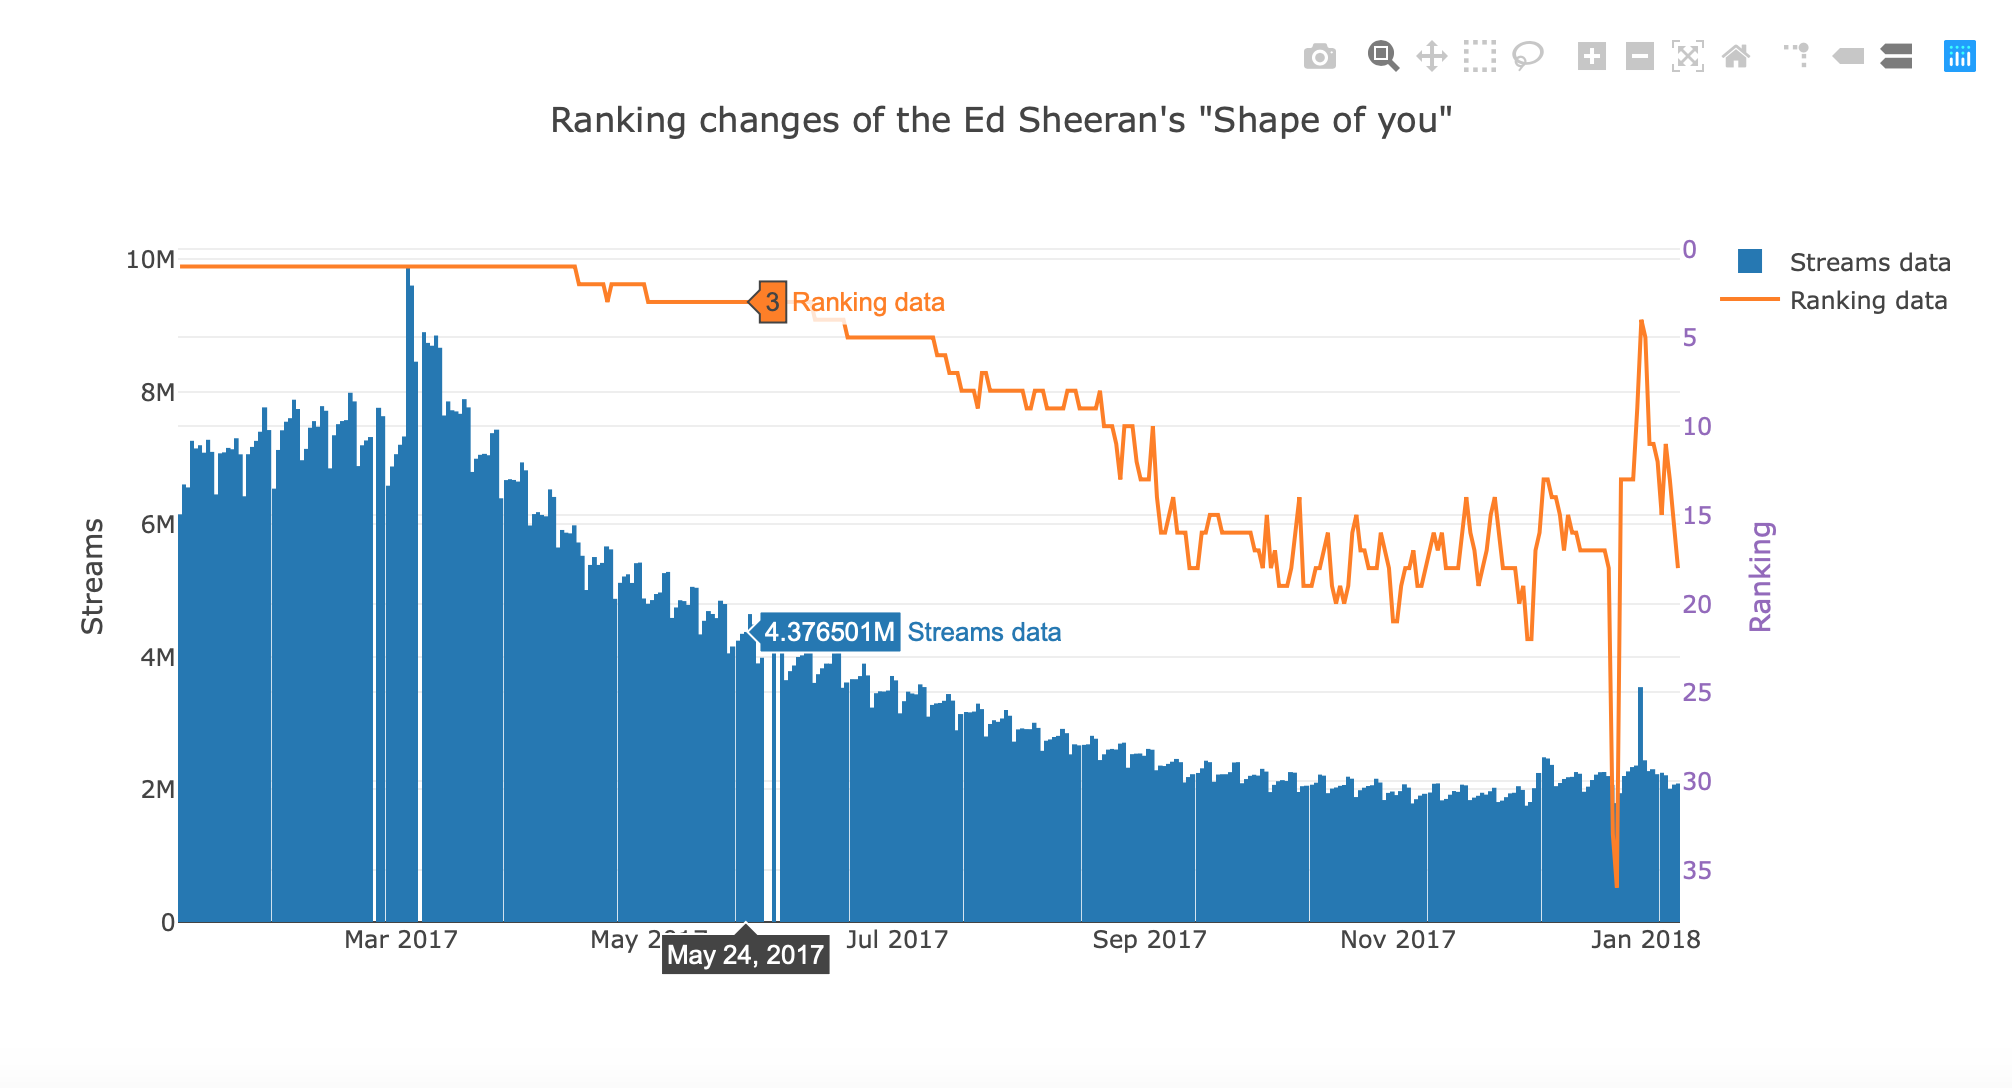 Ranking changes of the Ed Sheeran's "Shape of you"
10M
8M
6M
4M
2M
0
Streams
0
5
10
15
20
25
30
35
Ranking
Streams data
Ranking data
3 Ranking data
4.376501M Streams data
Mar 2017
May
Jul 2017
Sep 2017
Nov 2017
Jan 2018
May 24, 2017